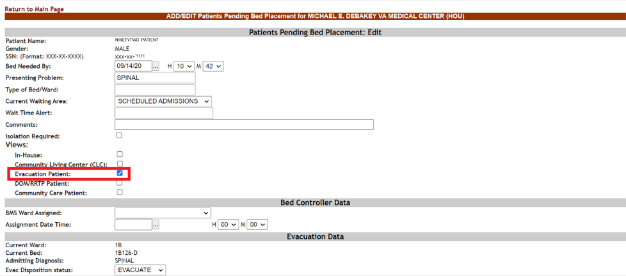 Return to Main Page
ADD/EDIT Patients Pending Bed Placement for MICHAEL E. DEBAKEY VA MEDICAL CENTER (HOU)
Patients Pending Bed Placement: Edit
Patient Name: NINETYTWO, PATIENT
Gender: MALE
SSN: (Format: XXX-XX-XXXX) xxx-xx-1111
Bed Needed By: 09/14/20 ... H 10 M 42
Presenting Problem: SPINAL
Type of Bed/Ward:
Current Waiting Area: SCHEDULED ADMISSIONS
Wait Time Alert:
Comments:
Isolation Required:
Views:
In-House:
Community Living Center (CLC):
Evacuation Patient:
DOM/RRTP Patient:
Community Care Patient:
Bed Controller Data
BMS Ward Assigned:
Assignment Date Time: ... H 00 M 00
Evacuation Data
Current Ward: 1B
Current Bed: 1B126-D
Admitting Diagnosis: SPINAL
Evac Disposition status: EVACUATE